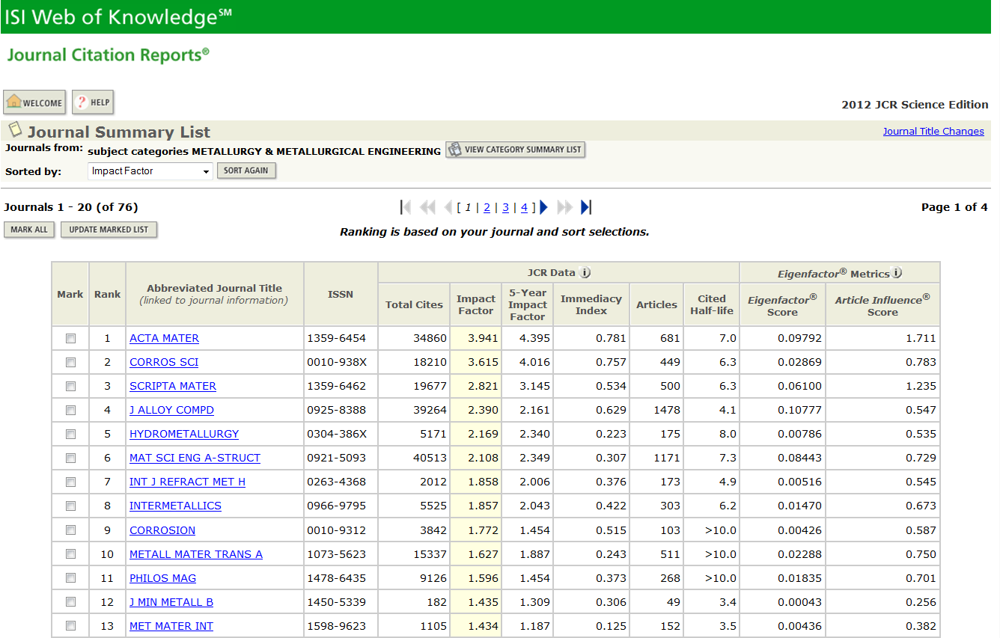 ISI Web of Knowledge℠
Journal Citation Reports®
WELCOME ? HELP
2012 JCR Science Edition
Journal Summary List Journal Title Changes
Journals from: subject categories METALLURGY & METALLURGICAL ENGINEERING VIEW CATEGORY SUMMARY LIST
Sorted by: Impact Factor SORT AGAIN
Journals 1 - 20 (of 76) [ 1 | 2 | 3 | 4 ] Page 1 of 4
MARK ALL UPDATE MARKED LIST Ranking is based on your journal and sort selections.
Mark Rank Abbreviated Journal Title (linked to journal information) ISSN JCR Data i Eigenfactor® Metrics i
Total Cites Impact Factor 5-Year Impact Factor Immediacy Index Articles Cited Half-life Eigenfactor® Score Article Influence® Score
1 ACTA MATER 1359-6454 34860 3.941 4.395 0.781 681 7.0 0.09792 1.711
2 CORROS SCI 0010-938X 18210 3.615 4.016 0.757 449 6.3 0.02869 0.783
3 SCRIPTA MATER 1359-6462 19677 2.821 3.145 0.534 500 6.3 0.06100 1.235
4 J ALLOY COMPD 0925-8388 39264 2.390 2.161 0.629 1478 4.1 0.10777 0.547
5 HYDROMETALLURGY 0304-386X 5171 2.169 2.340 0.223 175 8.0 0.00786 0.535
6 MAT SCI ENG A-STRUCT 0921-5093 40513 2.108 2.349 0.307 1171 7.3 0.08443 0.729
7 INT J REFRACT MET H 0263-4368 2012 1.858 2.006 0.376 173 4.9 0.00516 0.545
8 INTERMETALLICS 0966-9795 5525 1.857 2.043 0.422 303 6.2 0.01470 0.673
9 CORROSION 0010-9312 3842 1.772 1.454 0.515 103 >10.0 0.00426 0.587
10 METALL MATER TRANS A 1073-5623 15337 1.627 1.887 0.243 511 >10.0 0.02288 0.750
11 PHILOS MAG 1478-6435 9126 1.596 1.454 0.373 268 >10.0 0.01835 0.701
12 J MIN METALL B 1450-5339 182 1.435 1.309 0.306 49 3.4 0.00043 0.256
13 MET MATER INT 1598-9623 1105 1.434 1.187 0.125 152 3.5 0.00436 0.382